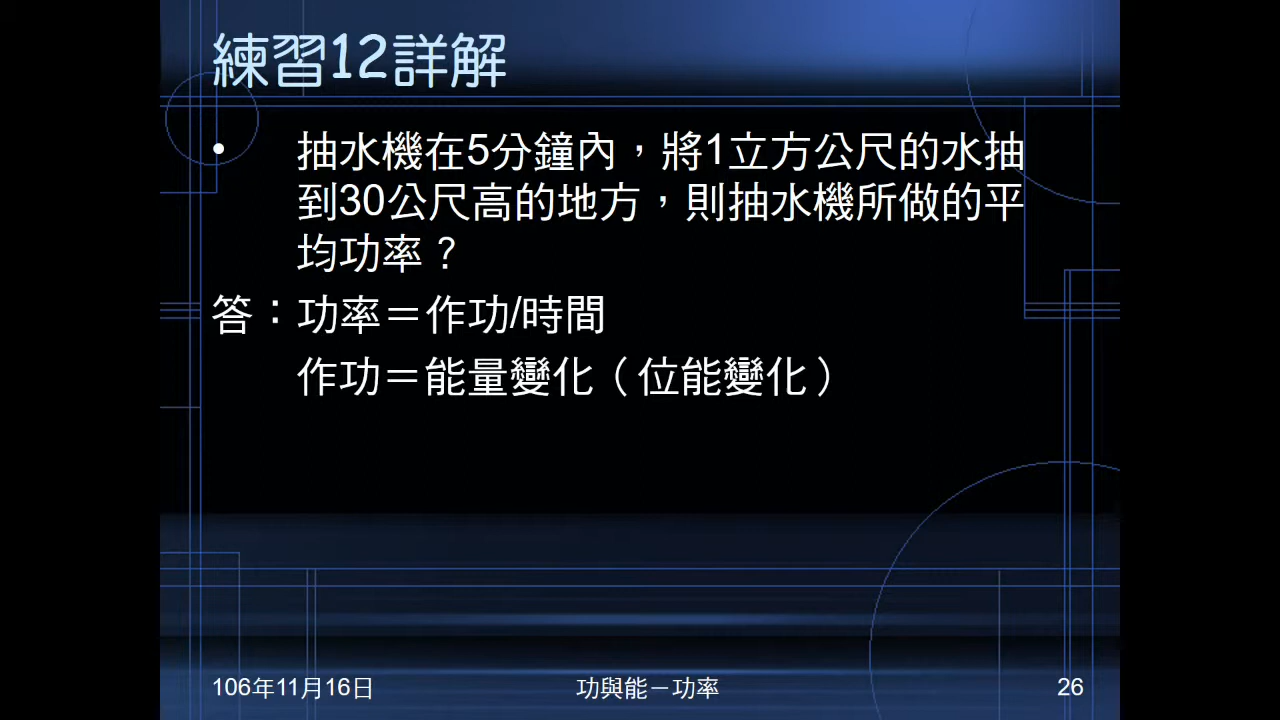 練習12詳解
• 抽水機在5分鐘內，將1立方公尺的水抽
到30公尺高的地方，則抽水機所做的平
均功率？
答：功率＝作功/時間
作功＝能量變化（位能變化）
106年11月16日
功與能－功率
26